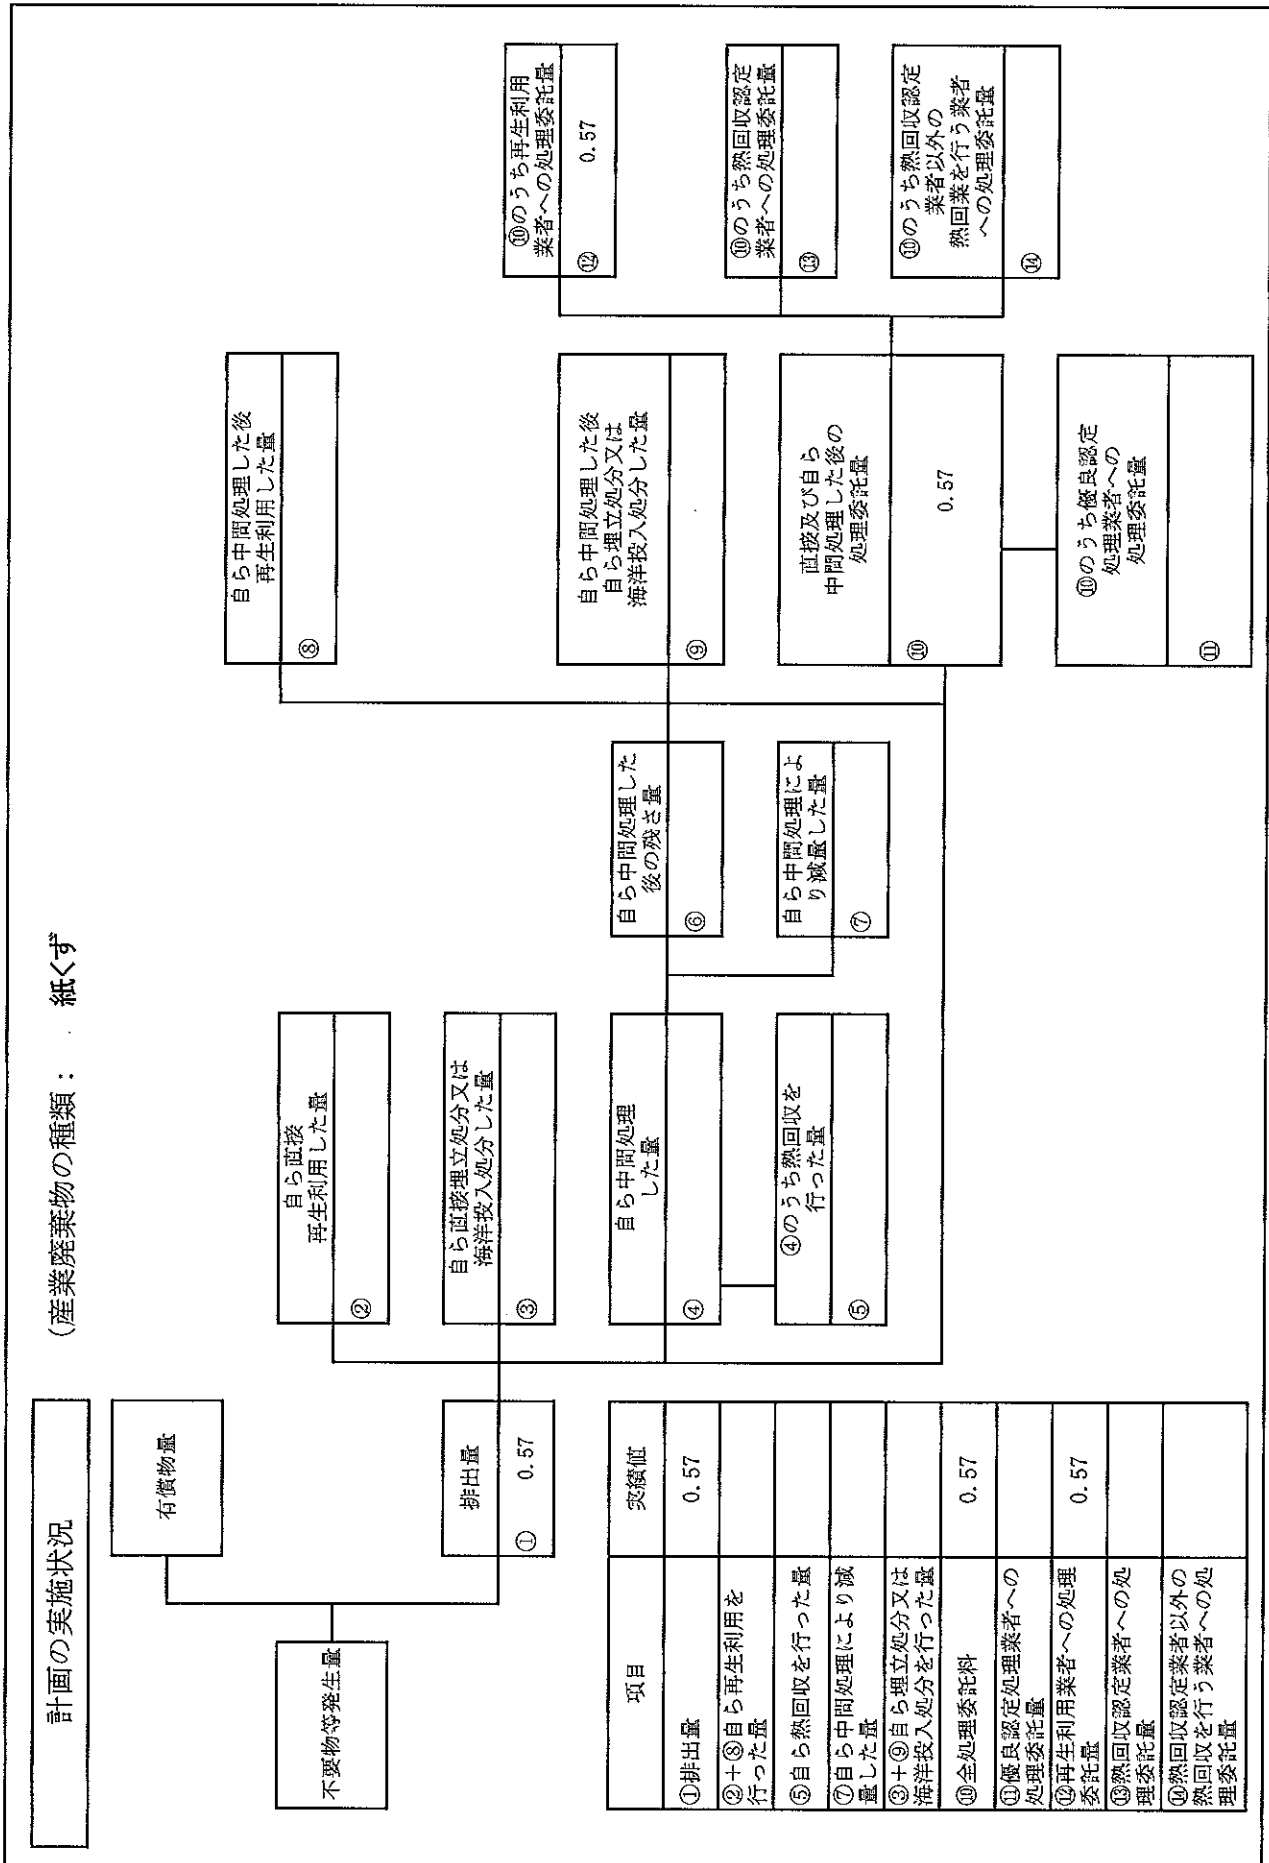 計画の実施状況
(産業廃棄物の種類： 紙くず
不要物等発生量
有償物量
排出量
① 0.57
自ら直接
再生利用した量
②
自ら直接埋立処分又は
海洋投入処分した量
③
自ら中間処理
した量
④
④のうち熱回収を
行った量
⑤
自ら中間処理した
後の残さ量
⑥
自ら中間処理によ
り減量した量
⑦
自ら中間処理した後
再生利用した量
⑧
自ら中間処理した後
自ら埋立処分又は
海洋投入処分した量
⑨
直接及び自ら
中間処理した後の
処理委託量
⑩ 0.57
⑩のうち優良認定
処理業者への
処理委託量
⑪
⑩のうち再生利用
業者への処理委託量
⑫ 0.57
⑩のうち熱回収認定
業者への処理委託量
⑬
⑩のうち熱回収認定
業者以外の
熱回業を行う業者
への処理委託量
⑭
項目 実績値
①排出量 0.57
②＋⑧自ら再生利用を
行った量
⑤自ら熱回収を行った量
⑦自ら中間処理により減
量した量
③＋⑨自ら埋立処分又は
海洋投入処分を行った量
⑩全処理委託料 0.57
⑪優良認定処理業者への
処理委託量
⑫再生利用業者への処理
委託量 0.57
⑬熱回収認定業者への処
理委託量
⑭熱回収認定業者以外の
熱回収を行う業者への処
理委託量